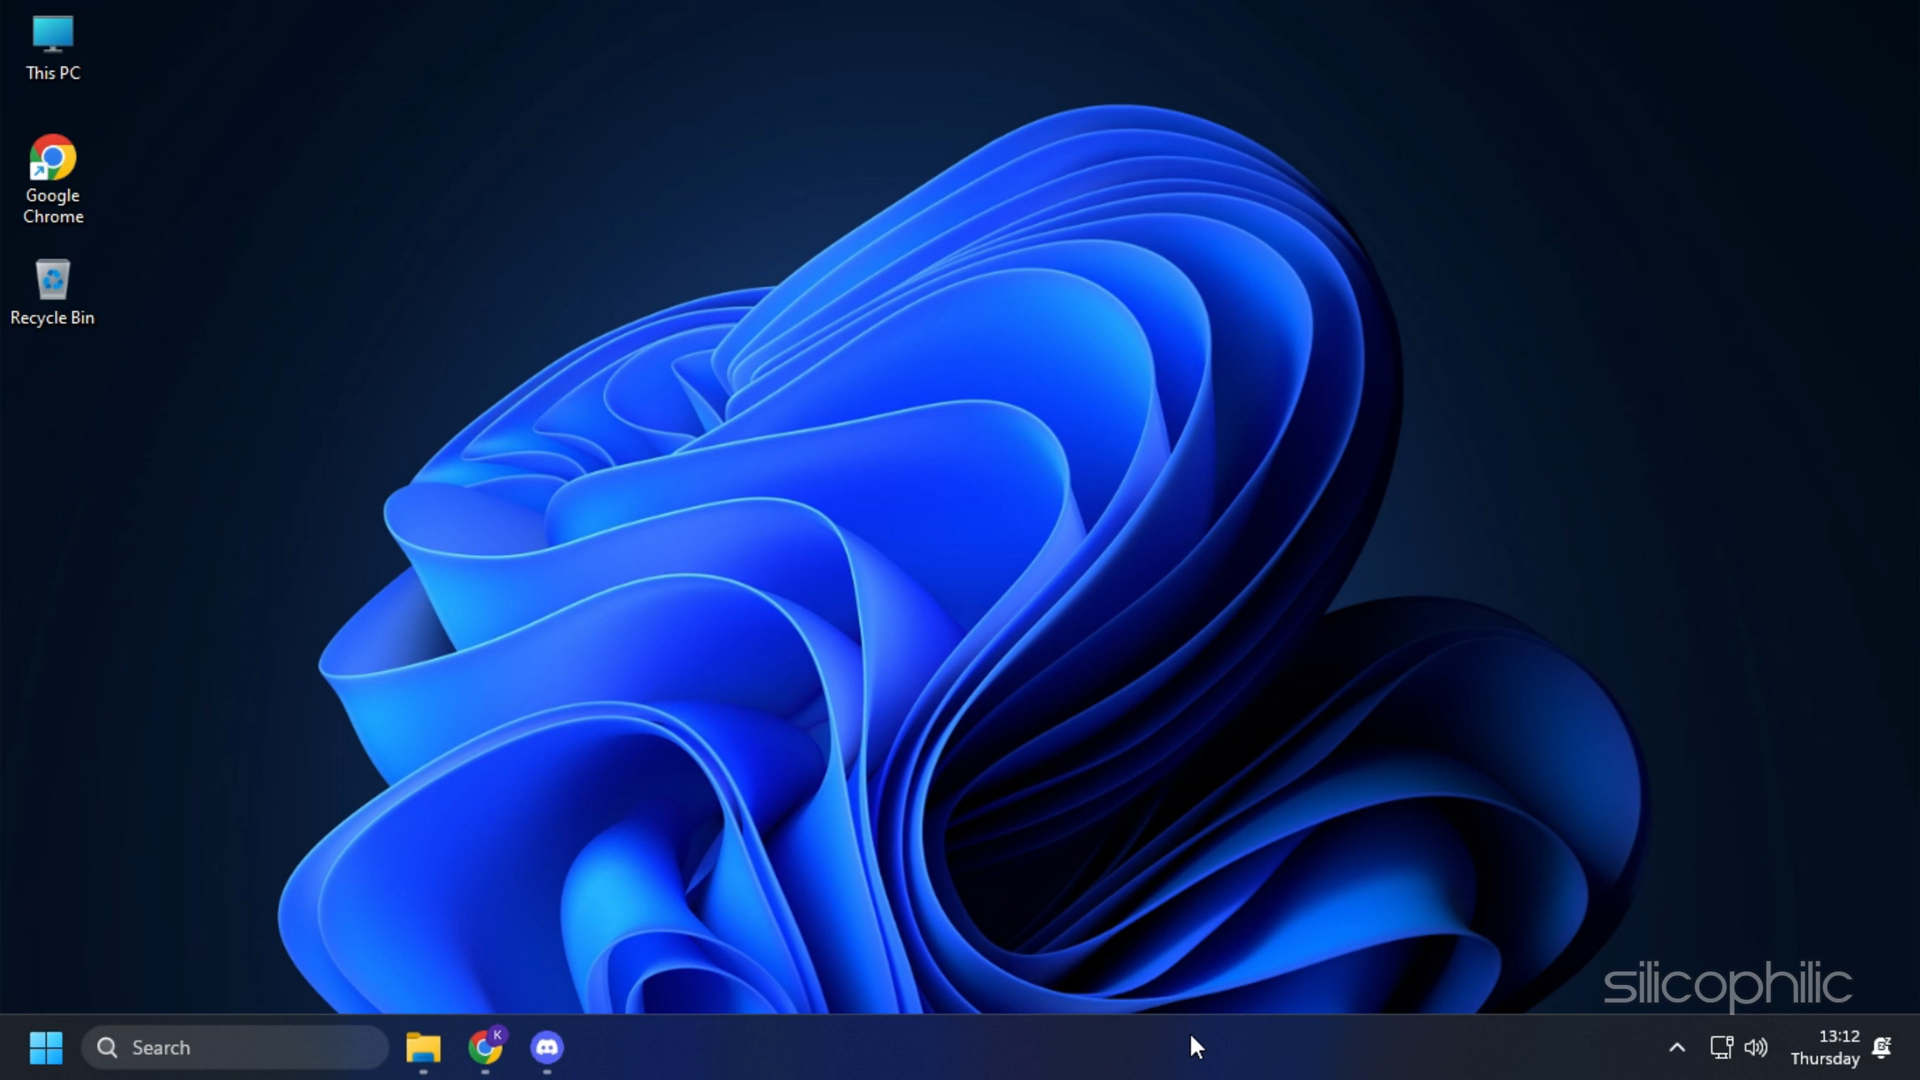 This PC
Google
Chrome
Recycle Bin
silicophilic
Search
K
13:12
Thursday